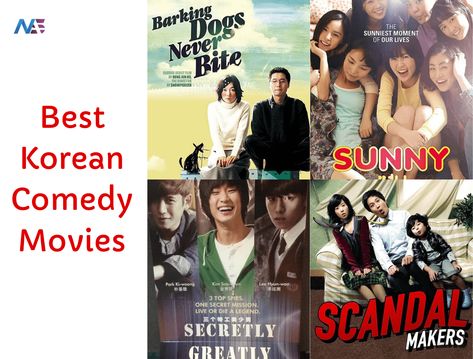 Best
Korean
Comedy
Movies
Barking
Dogs
Never
Bite
THE SUNNIEST MOMENT
OF OUR LIVES
SUNNY
Park Ki-woong
Kim Soo-hyun
Lee Hyun-woo
3 TOP SPIES.
ONE SECRET MISSION.
LIVE OR DIE A LEGEND.
SECRETLY
GREATLY
SCANDAL
MAKERS